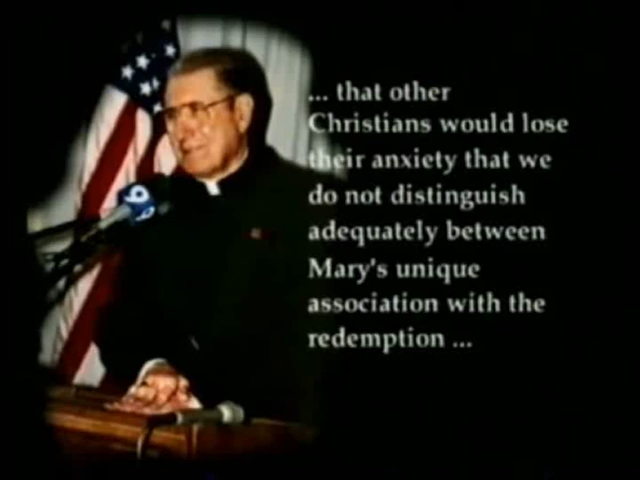 ... that other
Christians would lose
their anxiety that we
do not distinguish
adequately between
Mary's unique
association with the
redemption ...
9